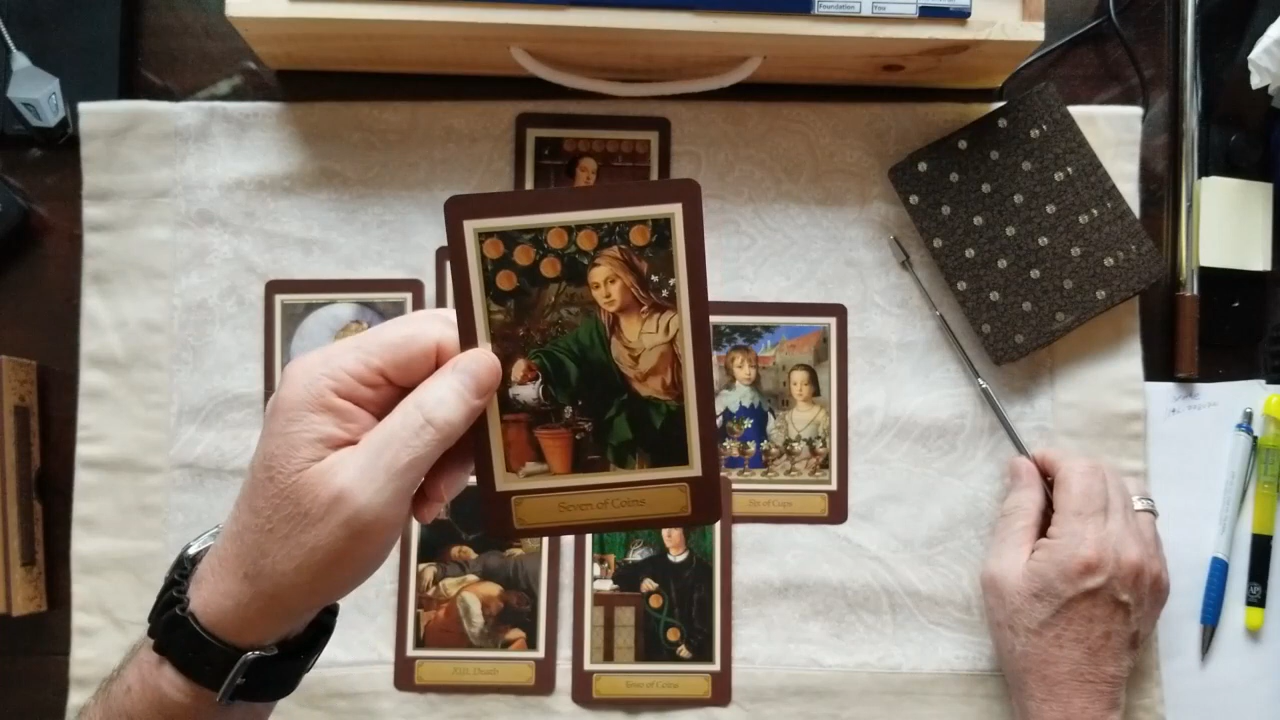 Foundation
You
Seven of Coins
Six of Cups
XIII. Death
Two of Coins